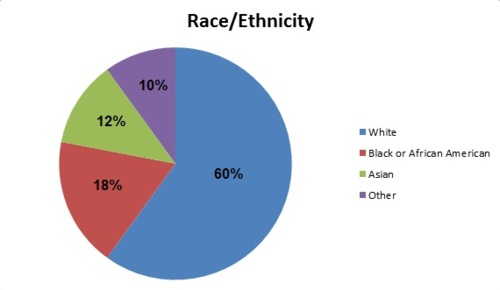 Race/Ethnicity
10%
12%
18%
60%
White
Black or African American
Asian
Other